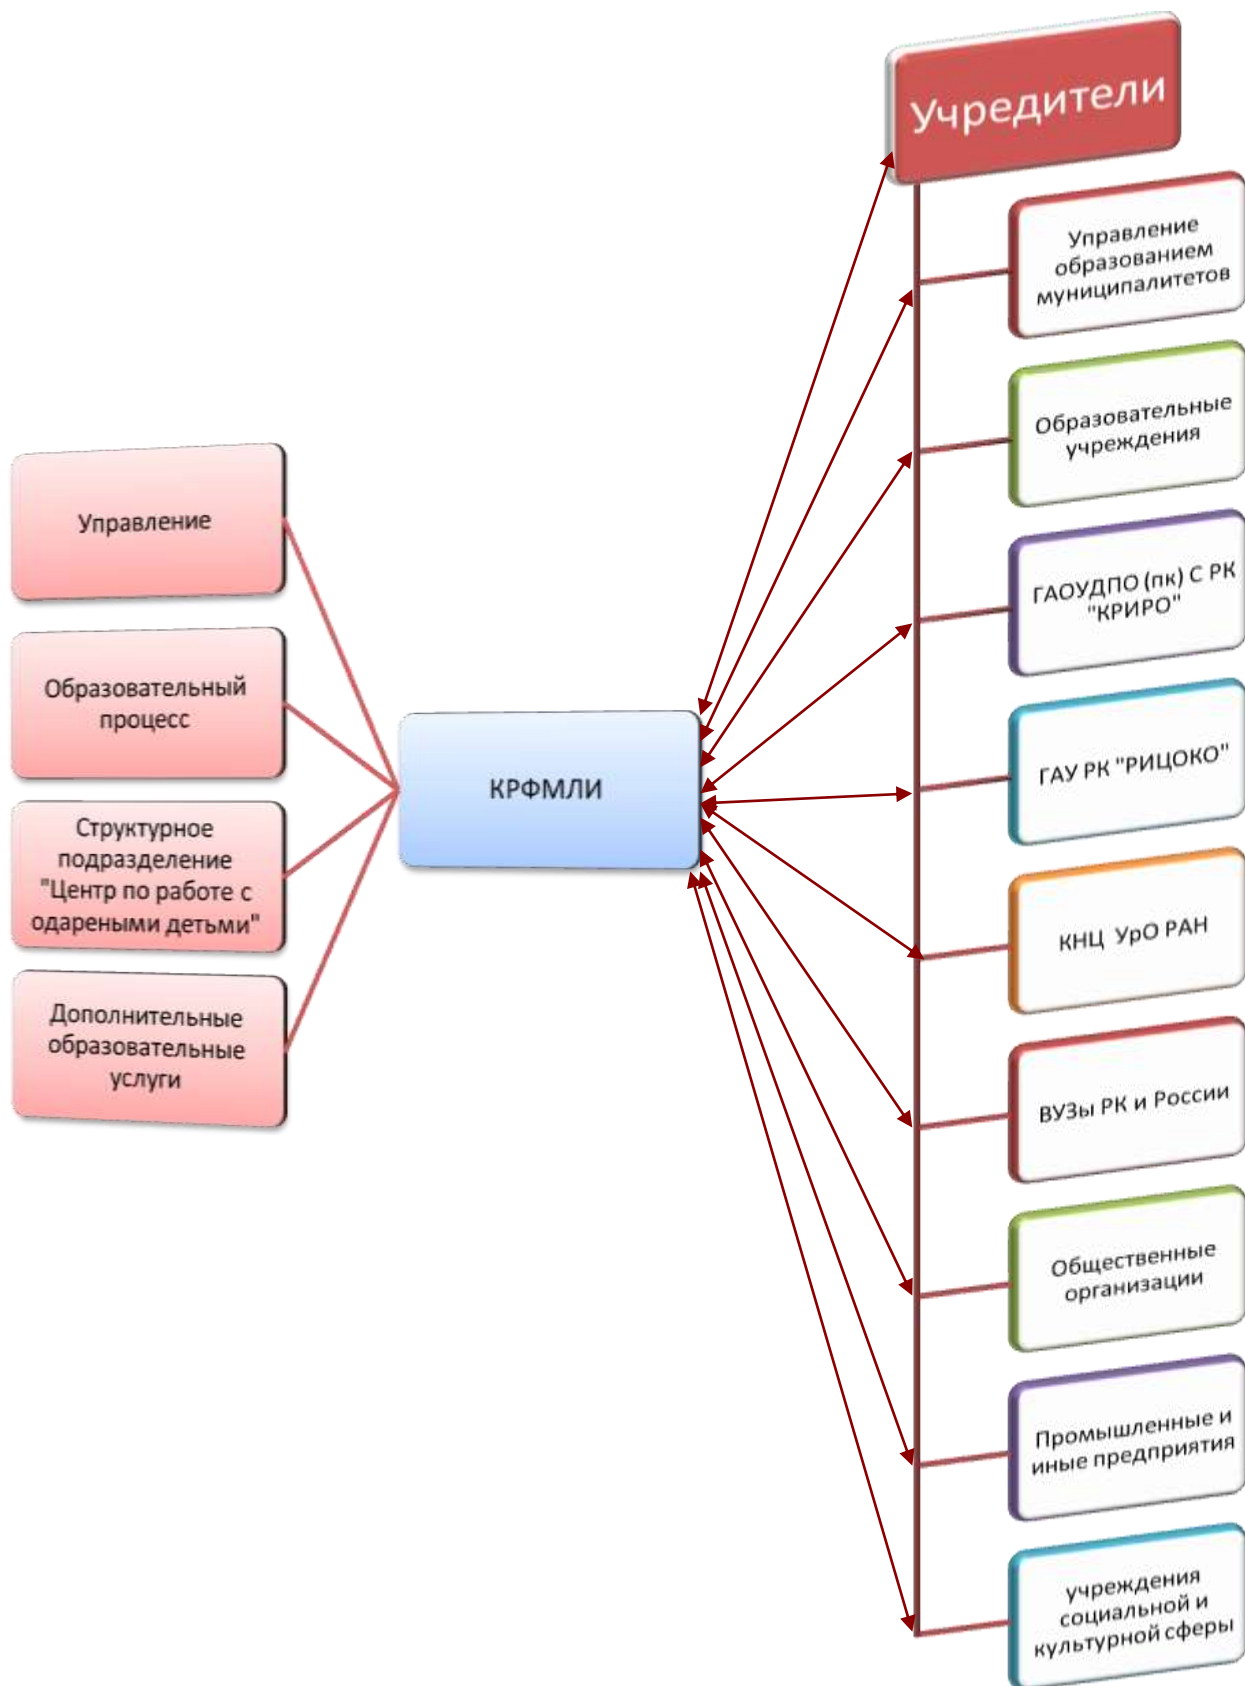 Учредители
Управление
образованием
муниципалитетов
Образовательные
учреждения
ГАОУДПО (пк) С РК
"КРИРО"
ГАУ РК "РИЦОКО"
КНЦ УрО РАН
ВУЗы РК и России
Общественные
организации
Промышленные и
иные предприятия
учреждения
социальной и
культурной сферы
КРФМЛИ
Управление
Образовательный
процесс
Структурное
подразделение
"Центр по работе с
одареными детьми"
Дополнительные
образовательные
услуги